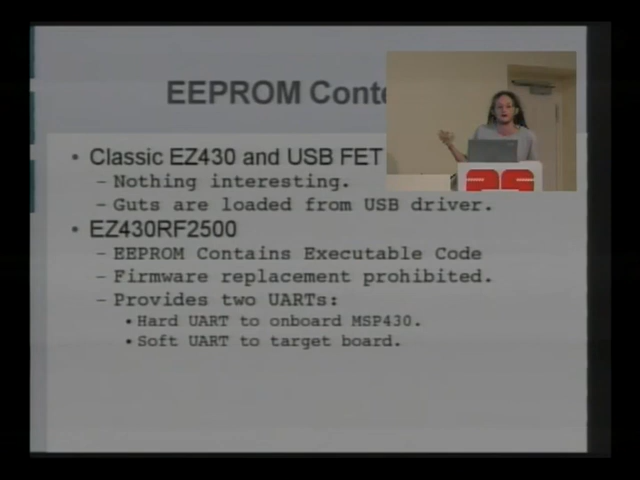 EEPROM Conte
• Classic EZ430 and USB FET
– Nothing interesting.
– Guts are loaded from USB driver.
• EZ430RF2500
– EEPROM Contains Executable Code
– Firmware replacement prohibited.
– Provides two UARTs:
• Hard UART to onboard MSP430.
• Soft UART to target board.